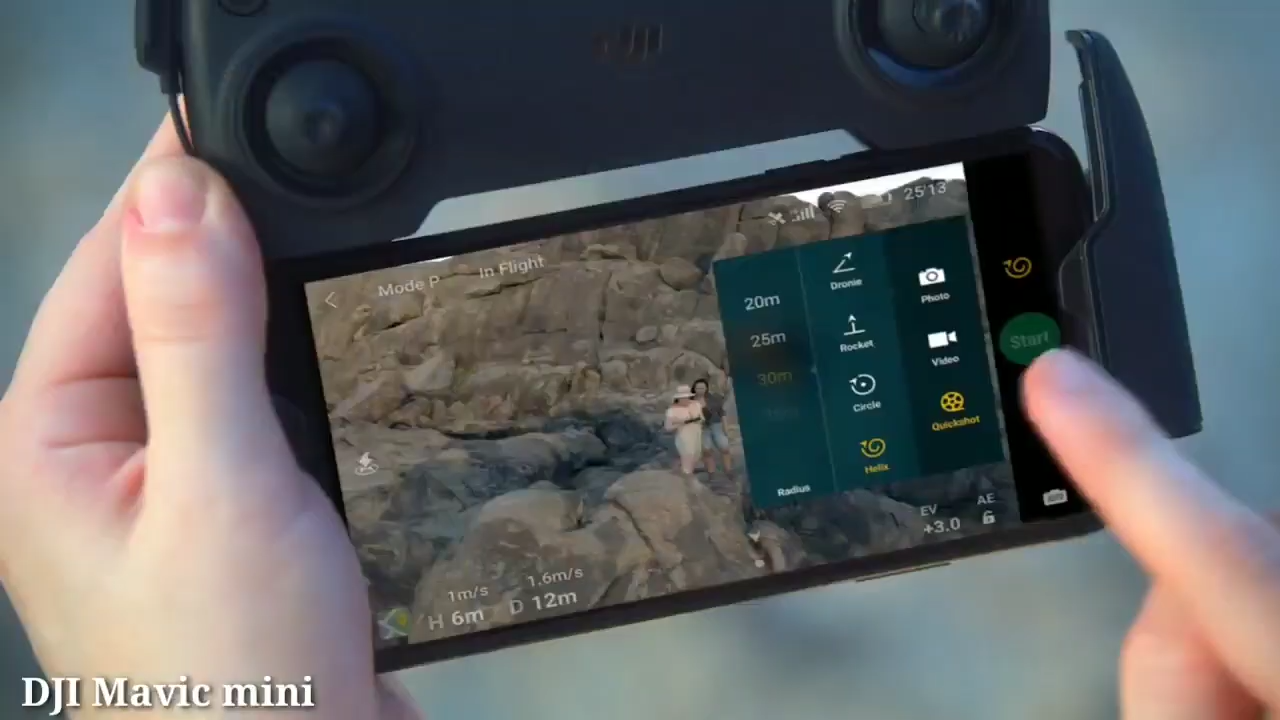 DJI
25'13
Mode P
In Flight
20m
25m
30m
Radius
Dronie
Rocket
Circle
Helix
Photo
Video
Quickshot
Start
EV
+3.0
AE
1m/s
1.6m/s
H 6m
D 12m
DJI Mavic mini